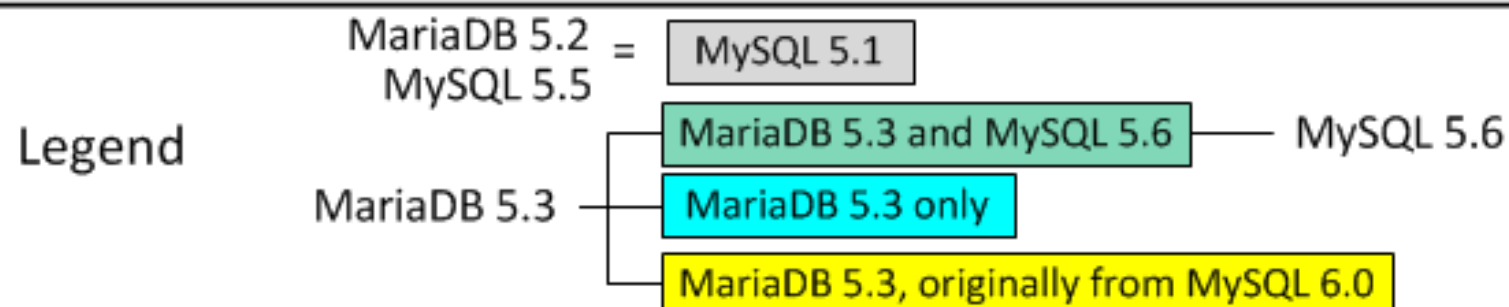 MariaDB 5.2 = MySQL 5.1
MySQL 5.5
MariaDB 5.3 and MySQL 5.6 MySQL 5.6
Legend
MariaDB 5.3 MariaDB 5.3 only
MariaDB 5.3, originally from MySQL 6.0